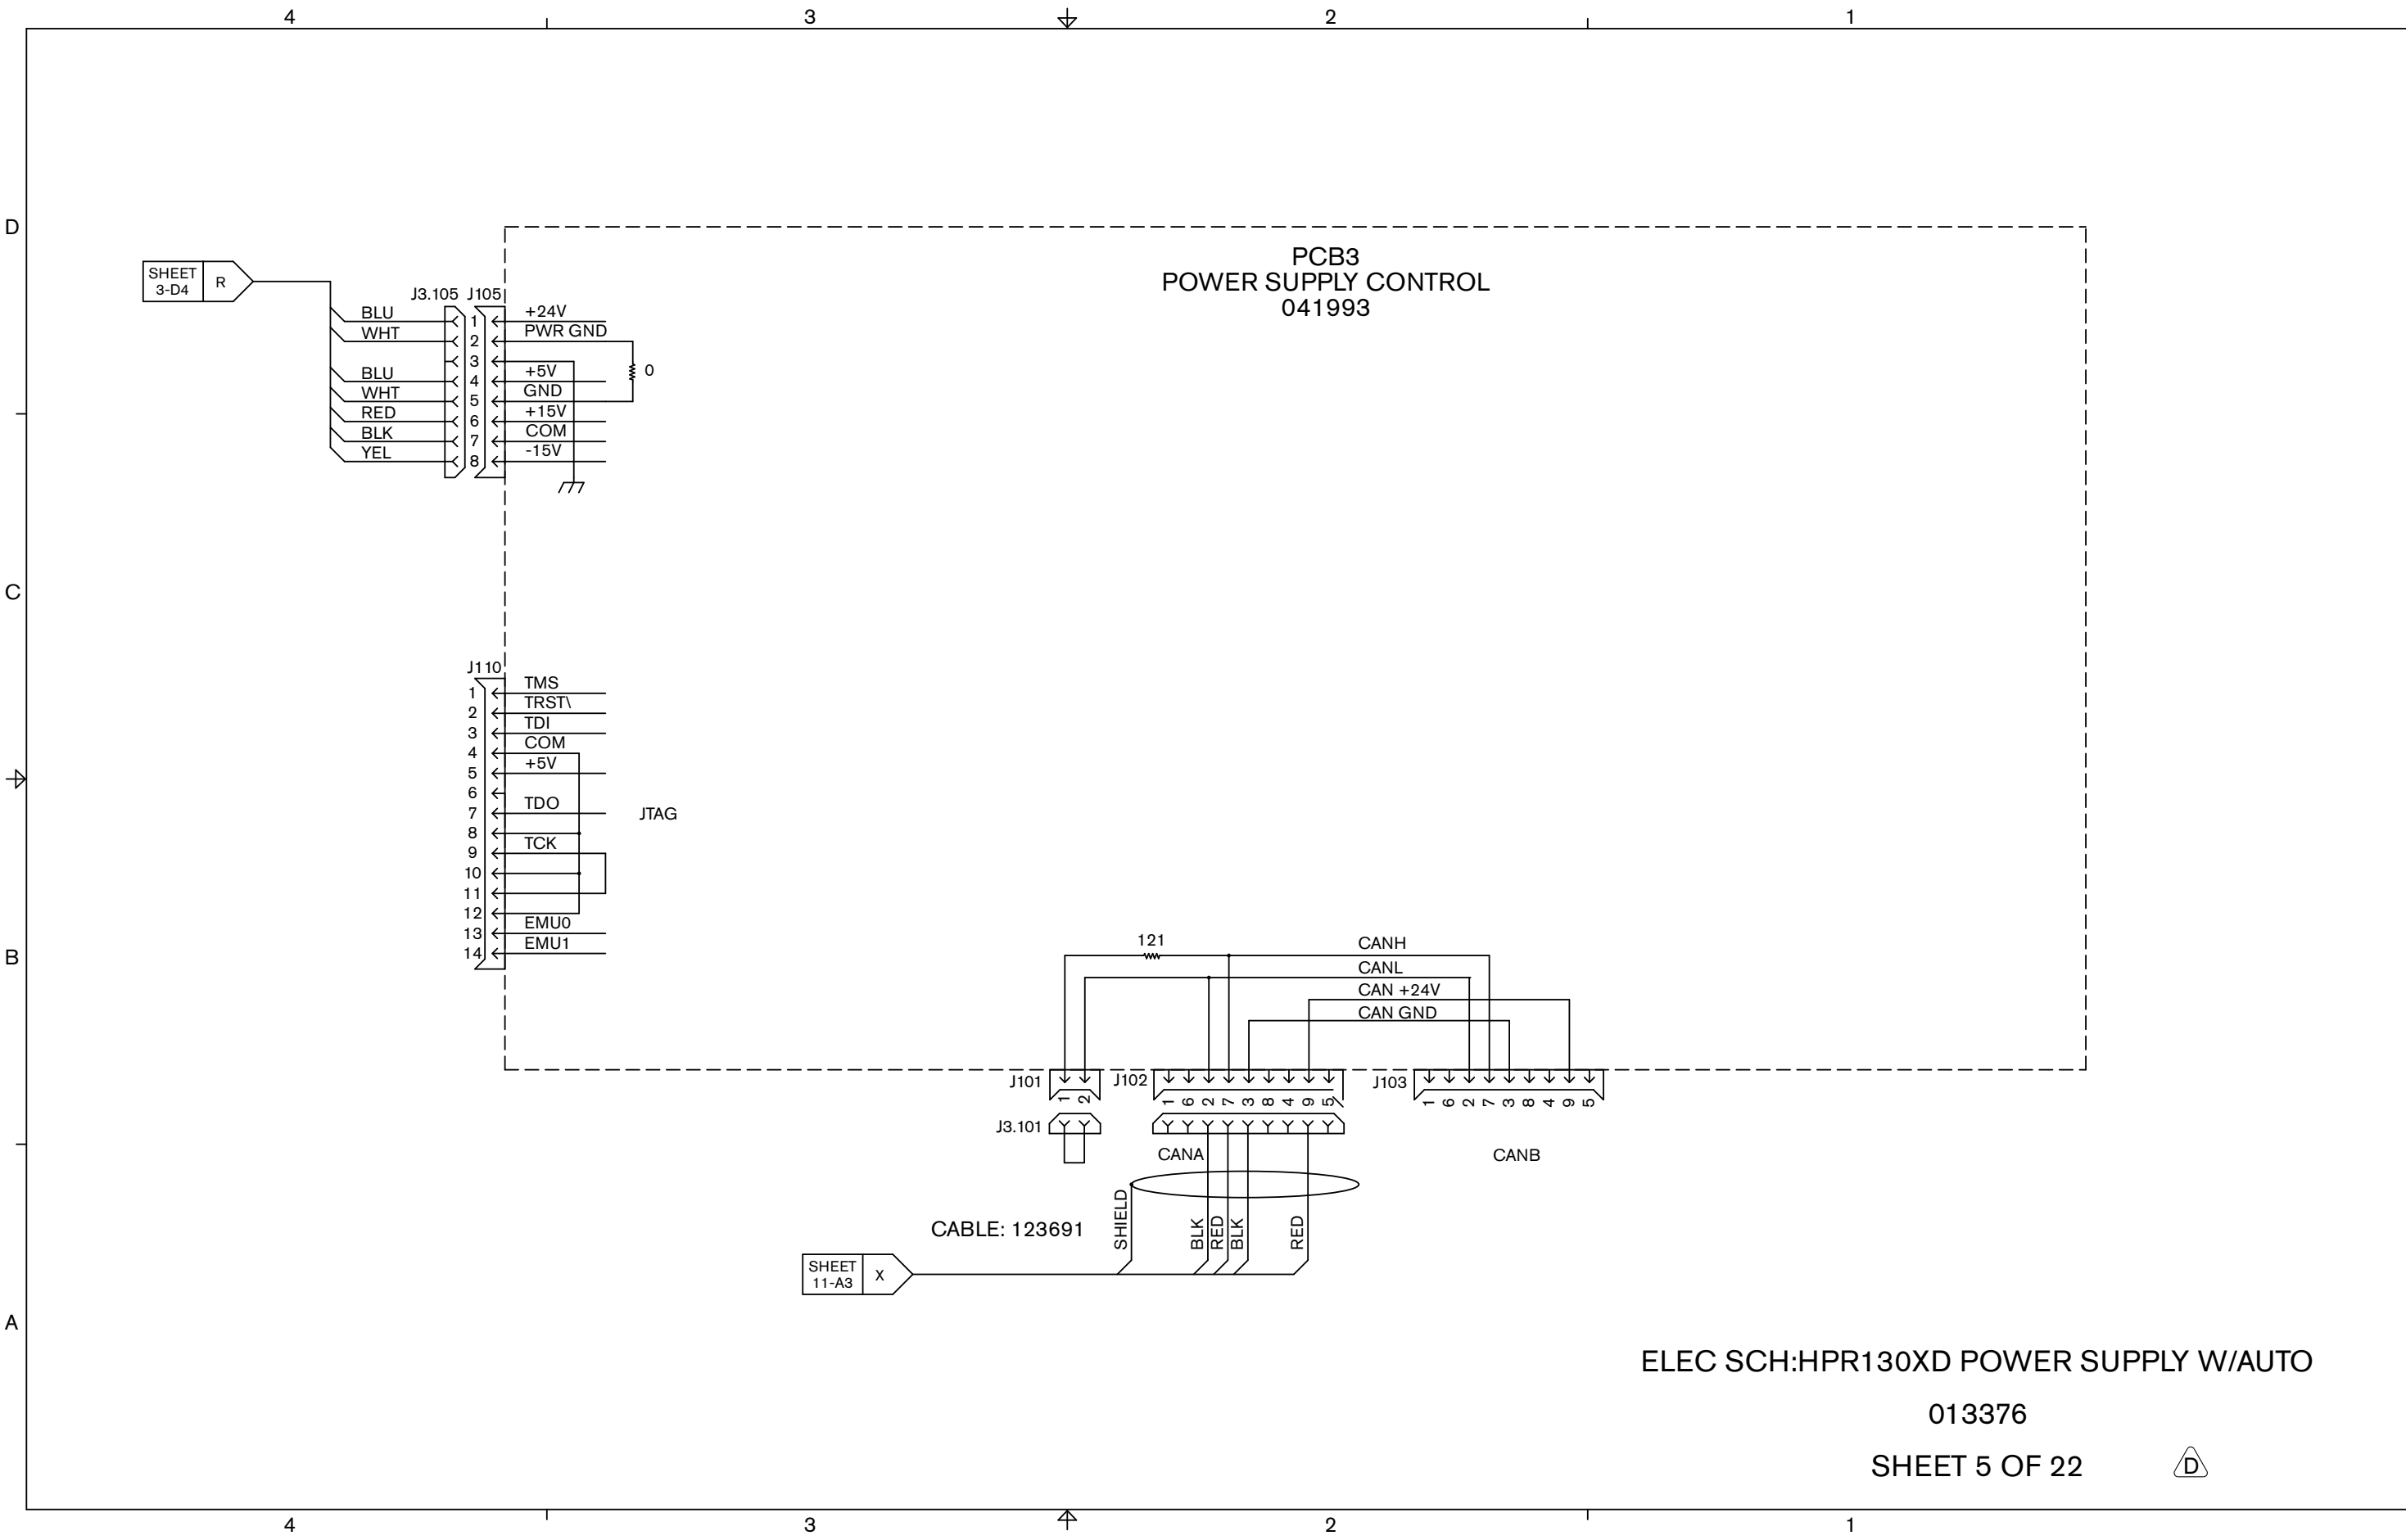 4 3 2 1
D
PCB3
POWER SUPPLY CONTROL
041993
SHEET
3-D4
R
J3.105 J105
BLU 1 +24V
WHT 2 PWR GND
3
BLU 4 +5V
WHT 5 GND
0
RED 6 +15V
BLK 7 COM
YEL 8 -15V
C
J110
1 TMS
2 TRST\
3 TDI
4 COM
5 +5V
6
7 TDO
JTAG
8
9 TCK
10
11
12
13 EMU0
14 EMU1
B
121
CANH
CANL
CAN +24V
CAN GND
J101 J102 J103
1 2
1 6 2 7 3 8 4 9 5
1 6 2 7 3 8 4 9 5
J3.101
CANA
CANB
CABLE: 123691
SHIELD BLK RED BLK RED
SHEET
11-A3
X
A
ELEC SCH:HPR130XD POWER SUPPLY W/AUTO
013376
SHEET 5 OF 22 D
4 3 2 1